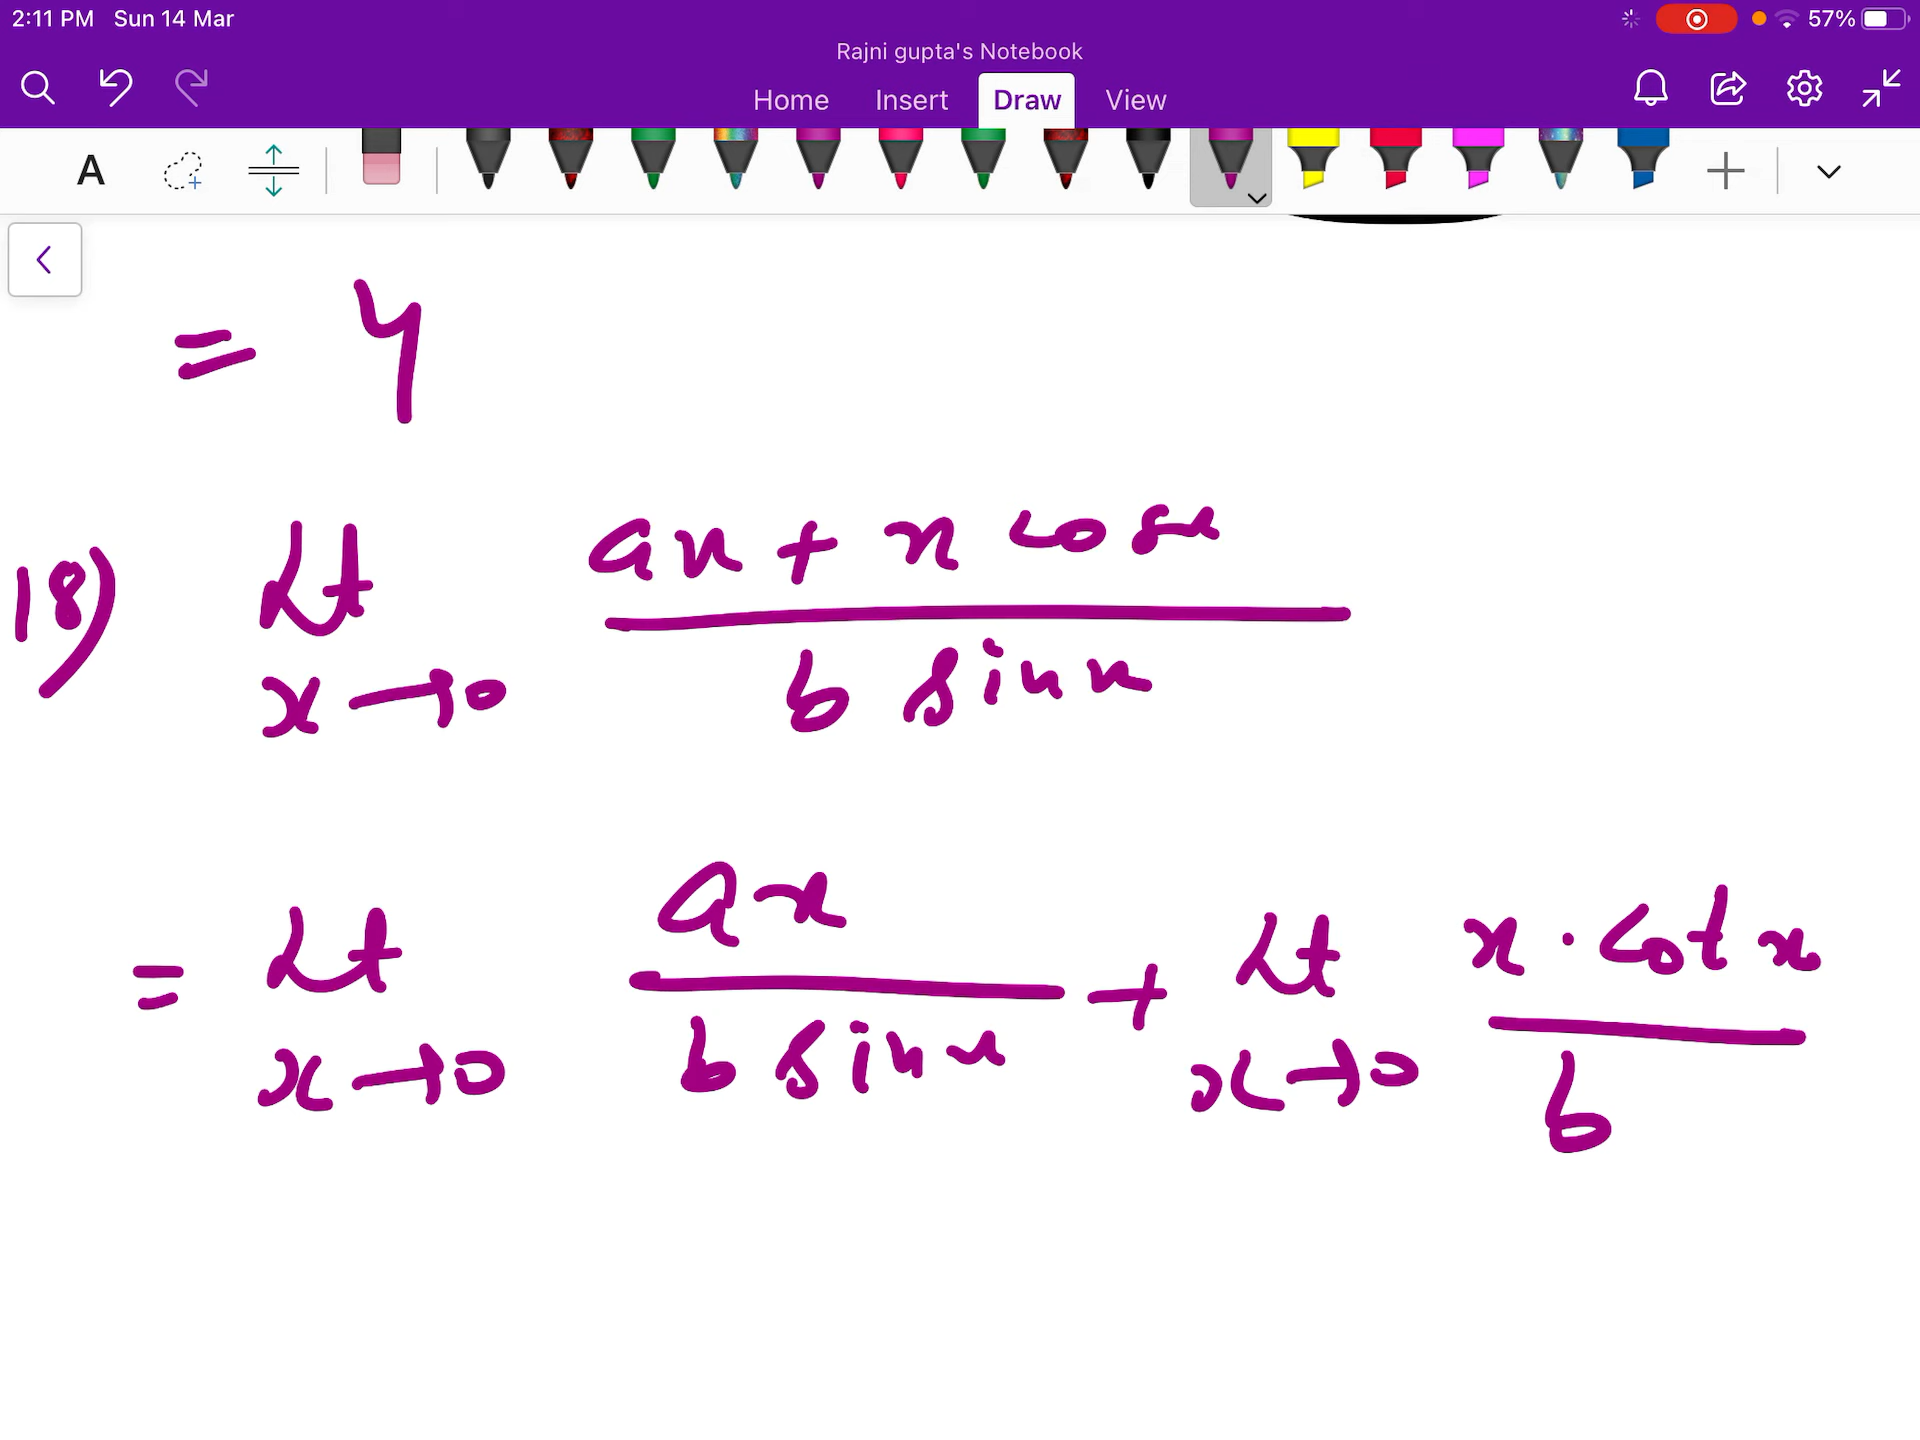 2:11 PM Sun 14 Mar
57%
Rajni gupta's Notebook
Home Insert Draw View
A
= 4
18) Lt x→0 (ax + x cosx) / (b sinx)
= Lt x→0 ax / (b sinx) + Lt x→0 (x · cot x) / b